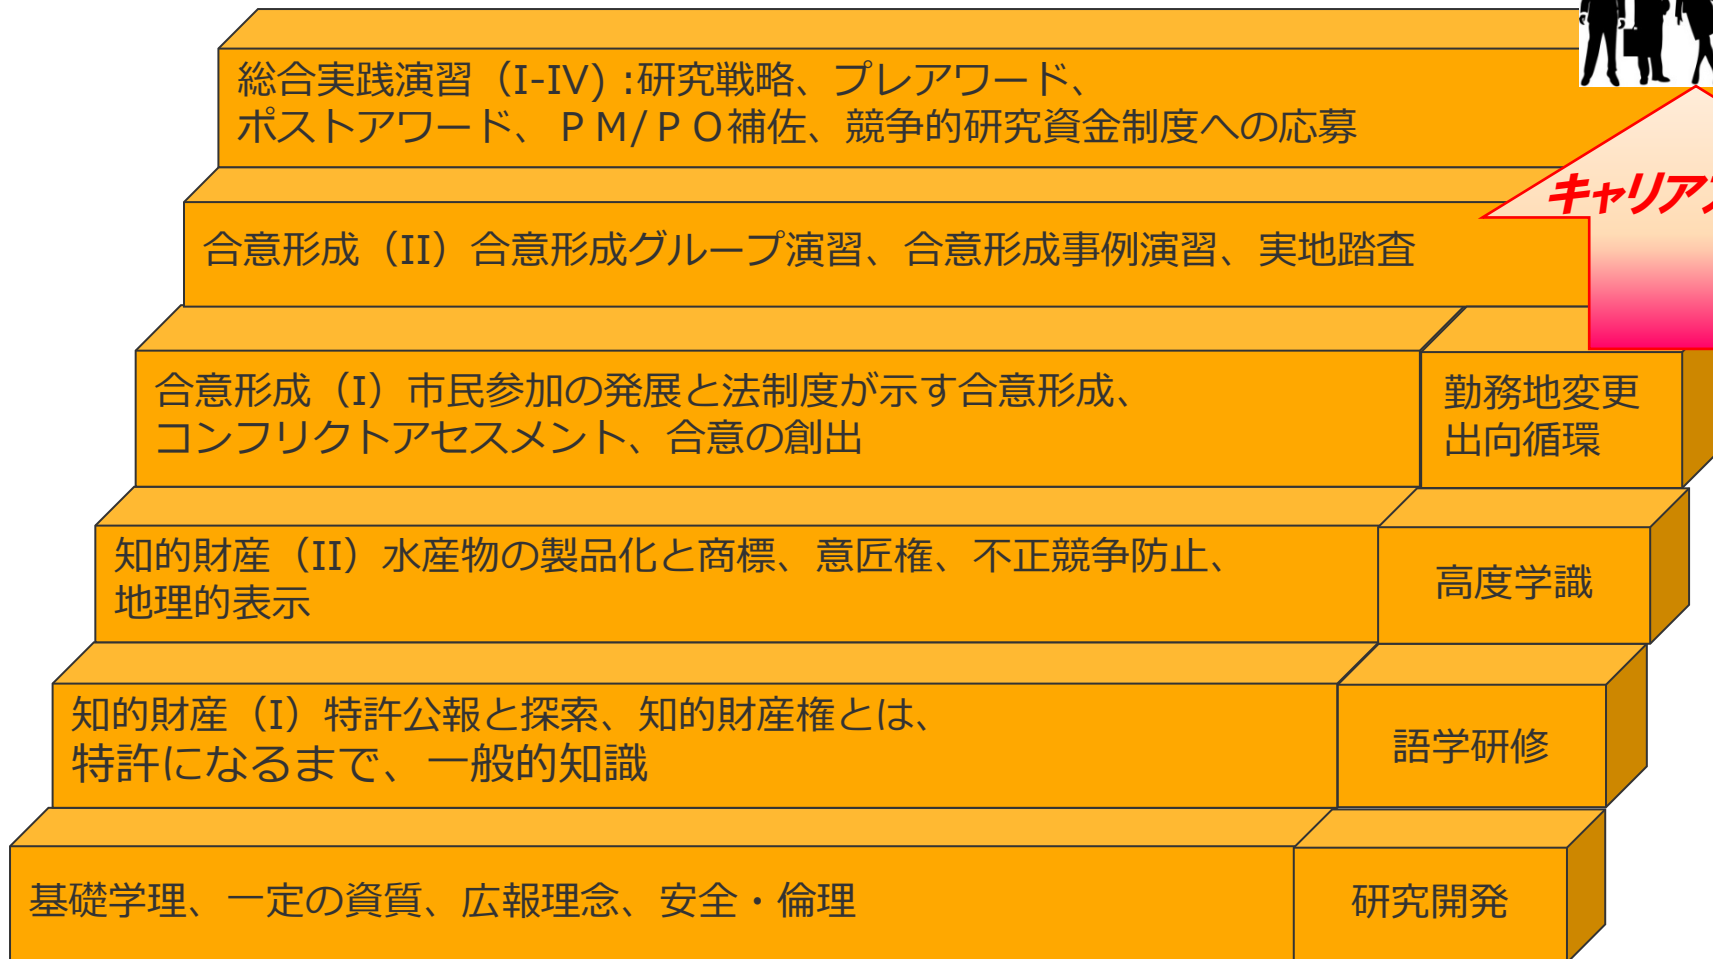 総合実践演習（I-IV) :研究戦略、プレアワード、
ポストアワード、ＰＭ/ＰＯ補佐、競争的研究資金制度への応募
キャリア
合意形成（II）合意形成グループ演習、合意形成事例演習、実地踏査
合意形成（I）市民参加の発展と法制度が示す合意形成、
コンフリクトアセスメント、合意の創出
勤務地変更
出向循環
知的財産（II）水産物の製品化と商標、意匠権、不正競争防止、
地理的表示
高度学識
知的財産（I）特許公報と探索、知的財産権とは、
特許になるまで、一般的知識
語学研修
基礎学理、一定の資質、広報理念、安全・倫理
研究開発